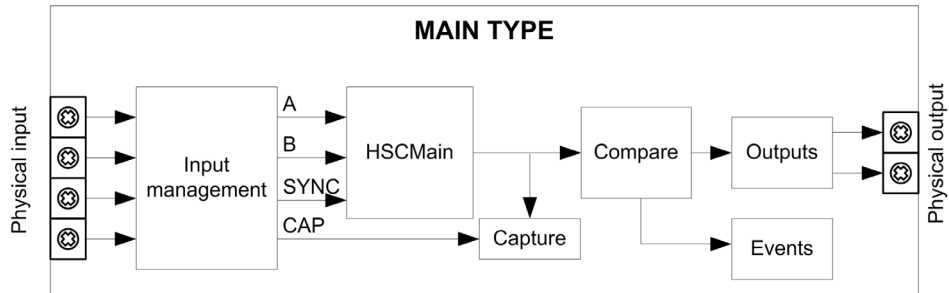 MAIN TYPE
Physical input
Input
management
A
B
SYNC
CAP
HSCMain
Capture
Compare
Outputs
Events
Physical output